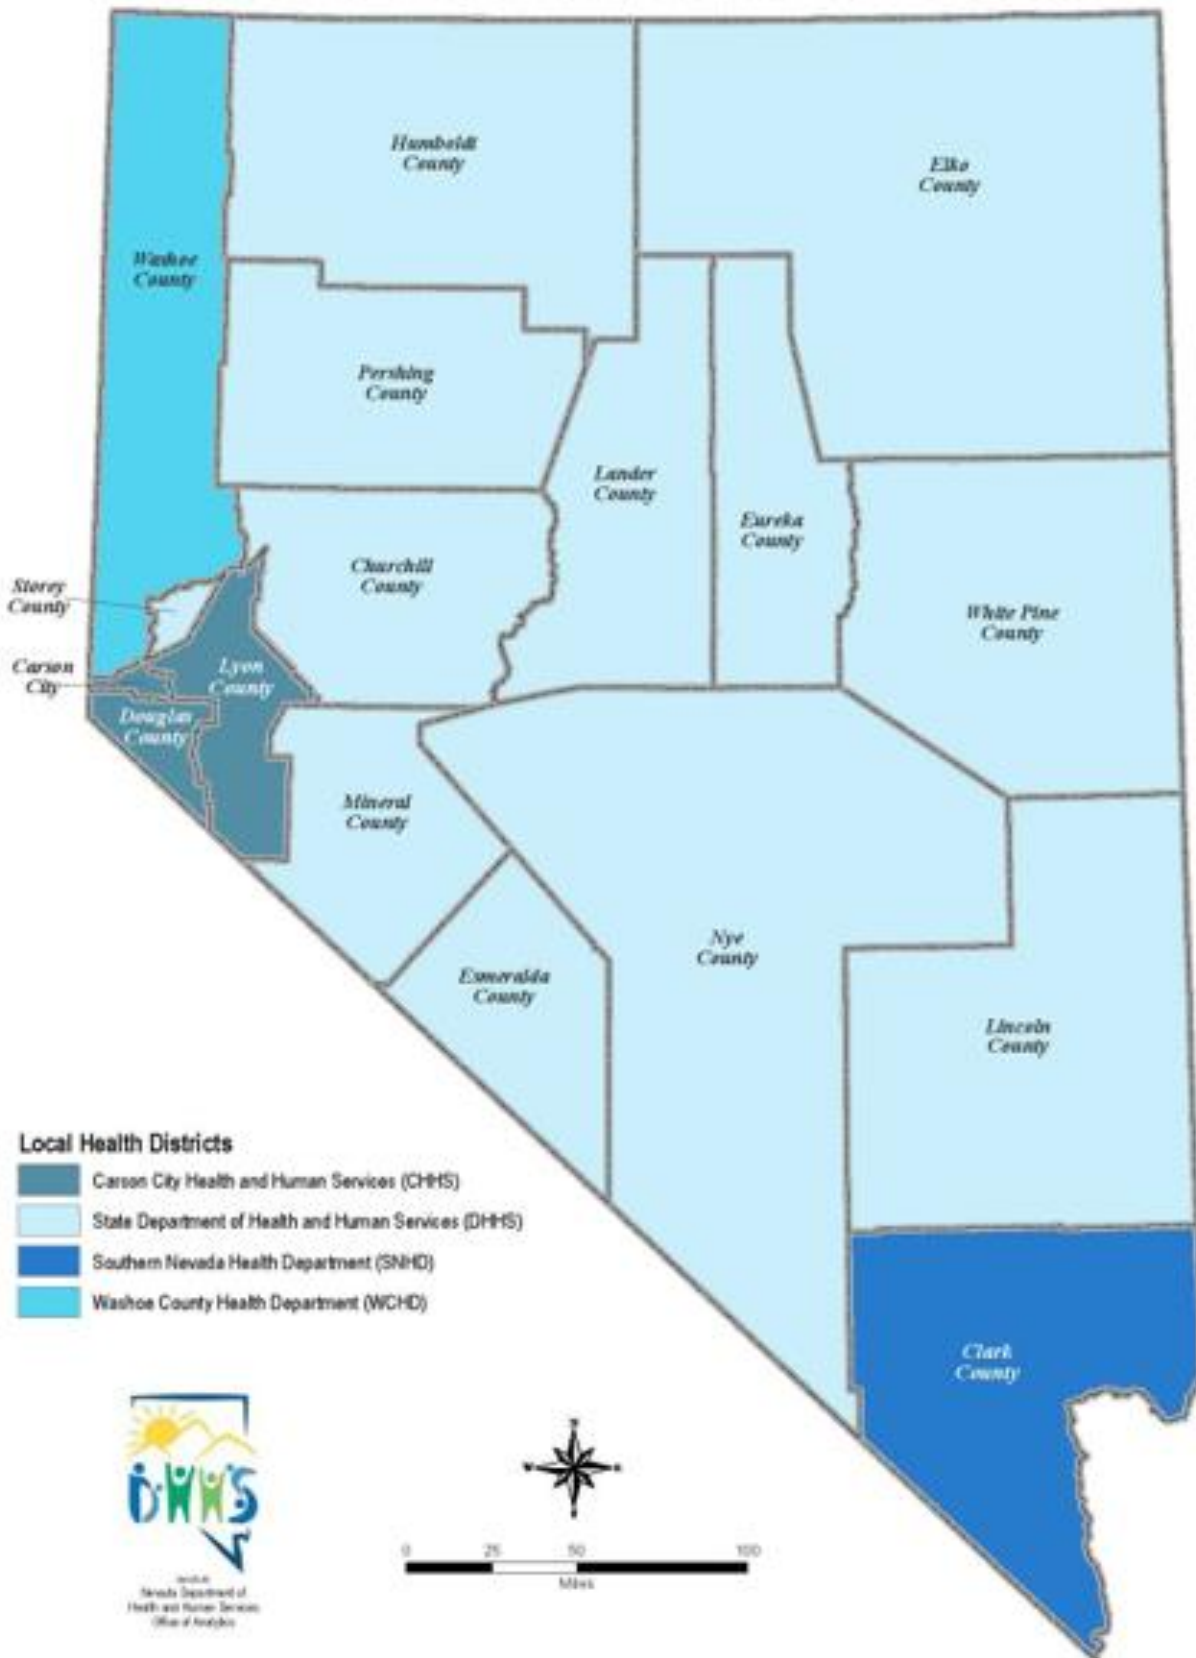 Humboldt
County
Elko
County
Washoe
County
Pershing
County
Lander
County
Eureka
County
Churchill
County
Storey
County
White Pine
County
Carson
City
Lyon
County
Douglas
County
Mineral
County
Nye
County
Esmeralda
County
Lincoln
County
Local Health Districts
Carson City Health and Human Services (CHHS)
State Department of Health and Human Services (DHHS)
Southern Nevada Health Department (SNHD)
Washoe County Health Department (WCHD)
Clark
County
DHHS
Nevada Department of
Health and Human Services
Office of Analytics
0 25 50 100
Miles